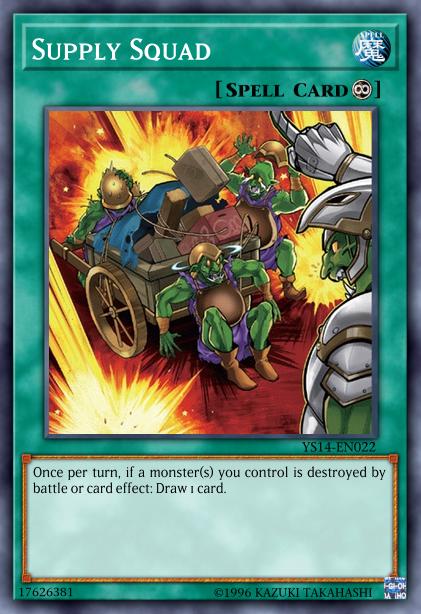 Supply Squad
SPELL
魔
[Spell Card]
YS14-EN022
Once per turn, if a monster(s) you control is destroyed by
battle or card effect: Draw 1 card.
17626381
©1996 KAZUKI TAKAHASHI